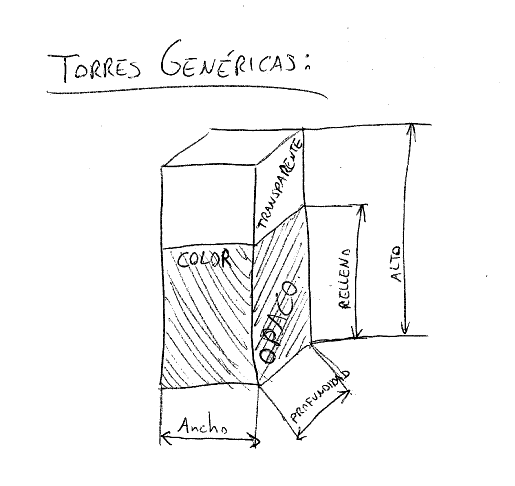 TORRES GENÉRICAS:
TRANSPARENTE
COLOR
OPACO
RELLENO
ALTO
PROFUNDIDAD
Ancho